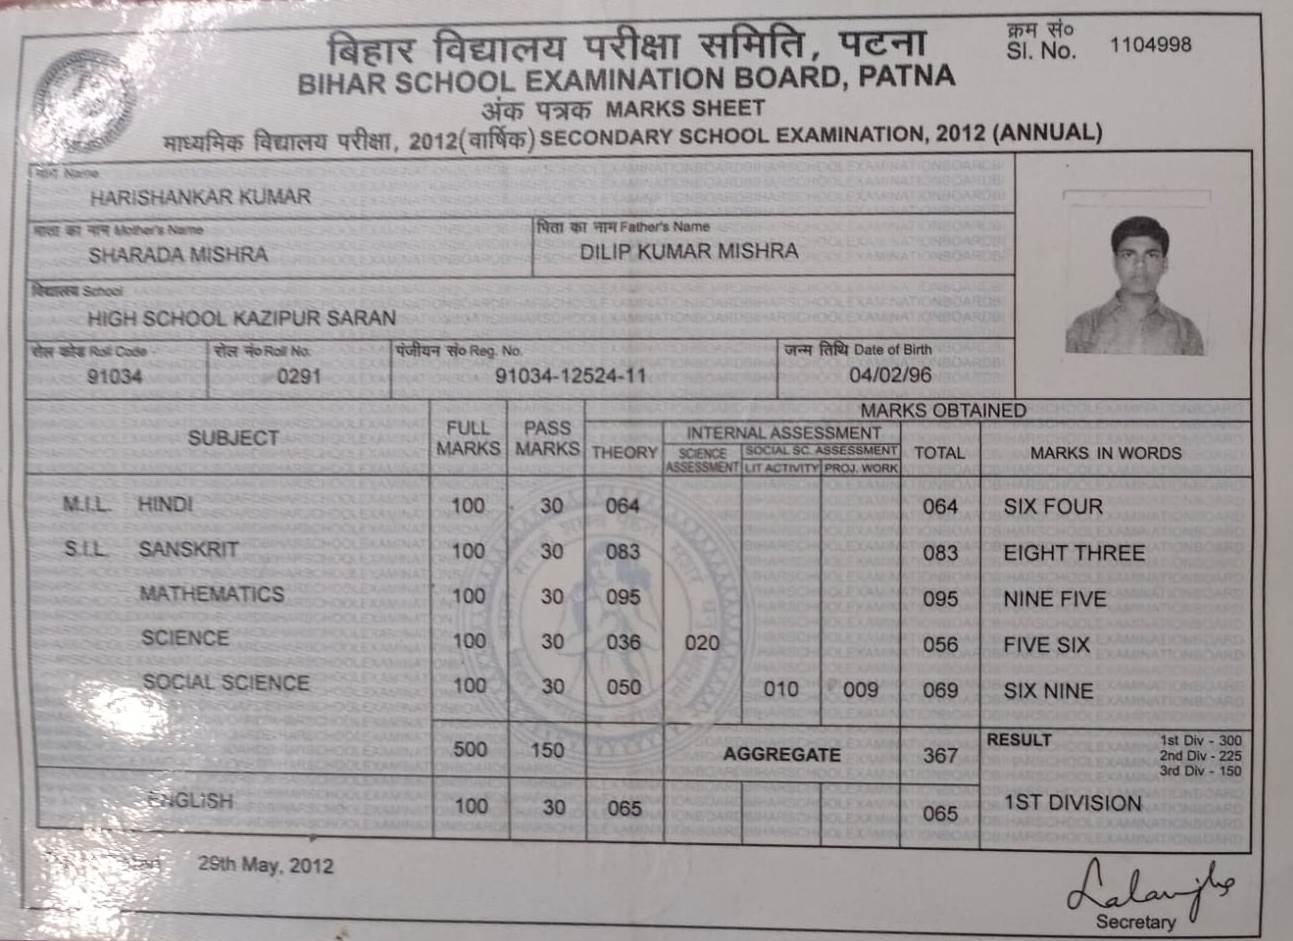 बिहार विद्यालय परीक्षा समिति, पटना
क्रम सं०
Sl. No. 1104998
BIHAR SCHOOL EXAMINATION BOARD, PATNA
अंक पत्रक MARKS SHEET
माध्यमिक विद्यालय परीक्षा, 2012(वार्षिक) SECONDARY SCHOOL EXAMINATION, 2012 (ANNUAL)
नाम Name
HARISHANKAR KUMAR
माता का नाम Mother's Name
SHARADA MISHRA
पिता का नाम Father's Name
DILIP KUMAR MISHRA
विद्यालय School
HIGH SCHOOL KAZIPUR SARAN
रोल कोड Roll Code रोल नं० Roll No. पंजीयन सं० Reg. No. जन्म तिथि Date of Birth
91034 0291 91034-12524-11 04/02/96
SUBJECT FULL MARKS PASS MARKS MARKS OBTAINED
THEORY INTERNAL ASSESSMENT TOTAL MARKS IN WORDS
SCIENCE ASSESSMENT SOCIAL SC. ASSESSMENT
LIT ACTIVITY PROJ. WORK
M.I.L. HINDI 100 30 064 064 SIX FOUR
S.I.L. SANSKRIT 100 30 083 083 EIGHT THREE
MATHEMATICS 100 30 095 095 NINE FIVE
SCIENCE 100 30 036 020 056 FIVE SIX
SOCIAL SCIENCE 100 30 050 010 009 069 SIX NINE
500 150 AGGREGATE 367
RESULT 1st Div - 300
2nd Div - 225
3rd Div - 150
ENGLISH 100 30 065 065 1ST DIVISION
29th May, 2012
Secretary